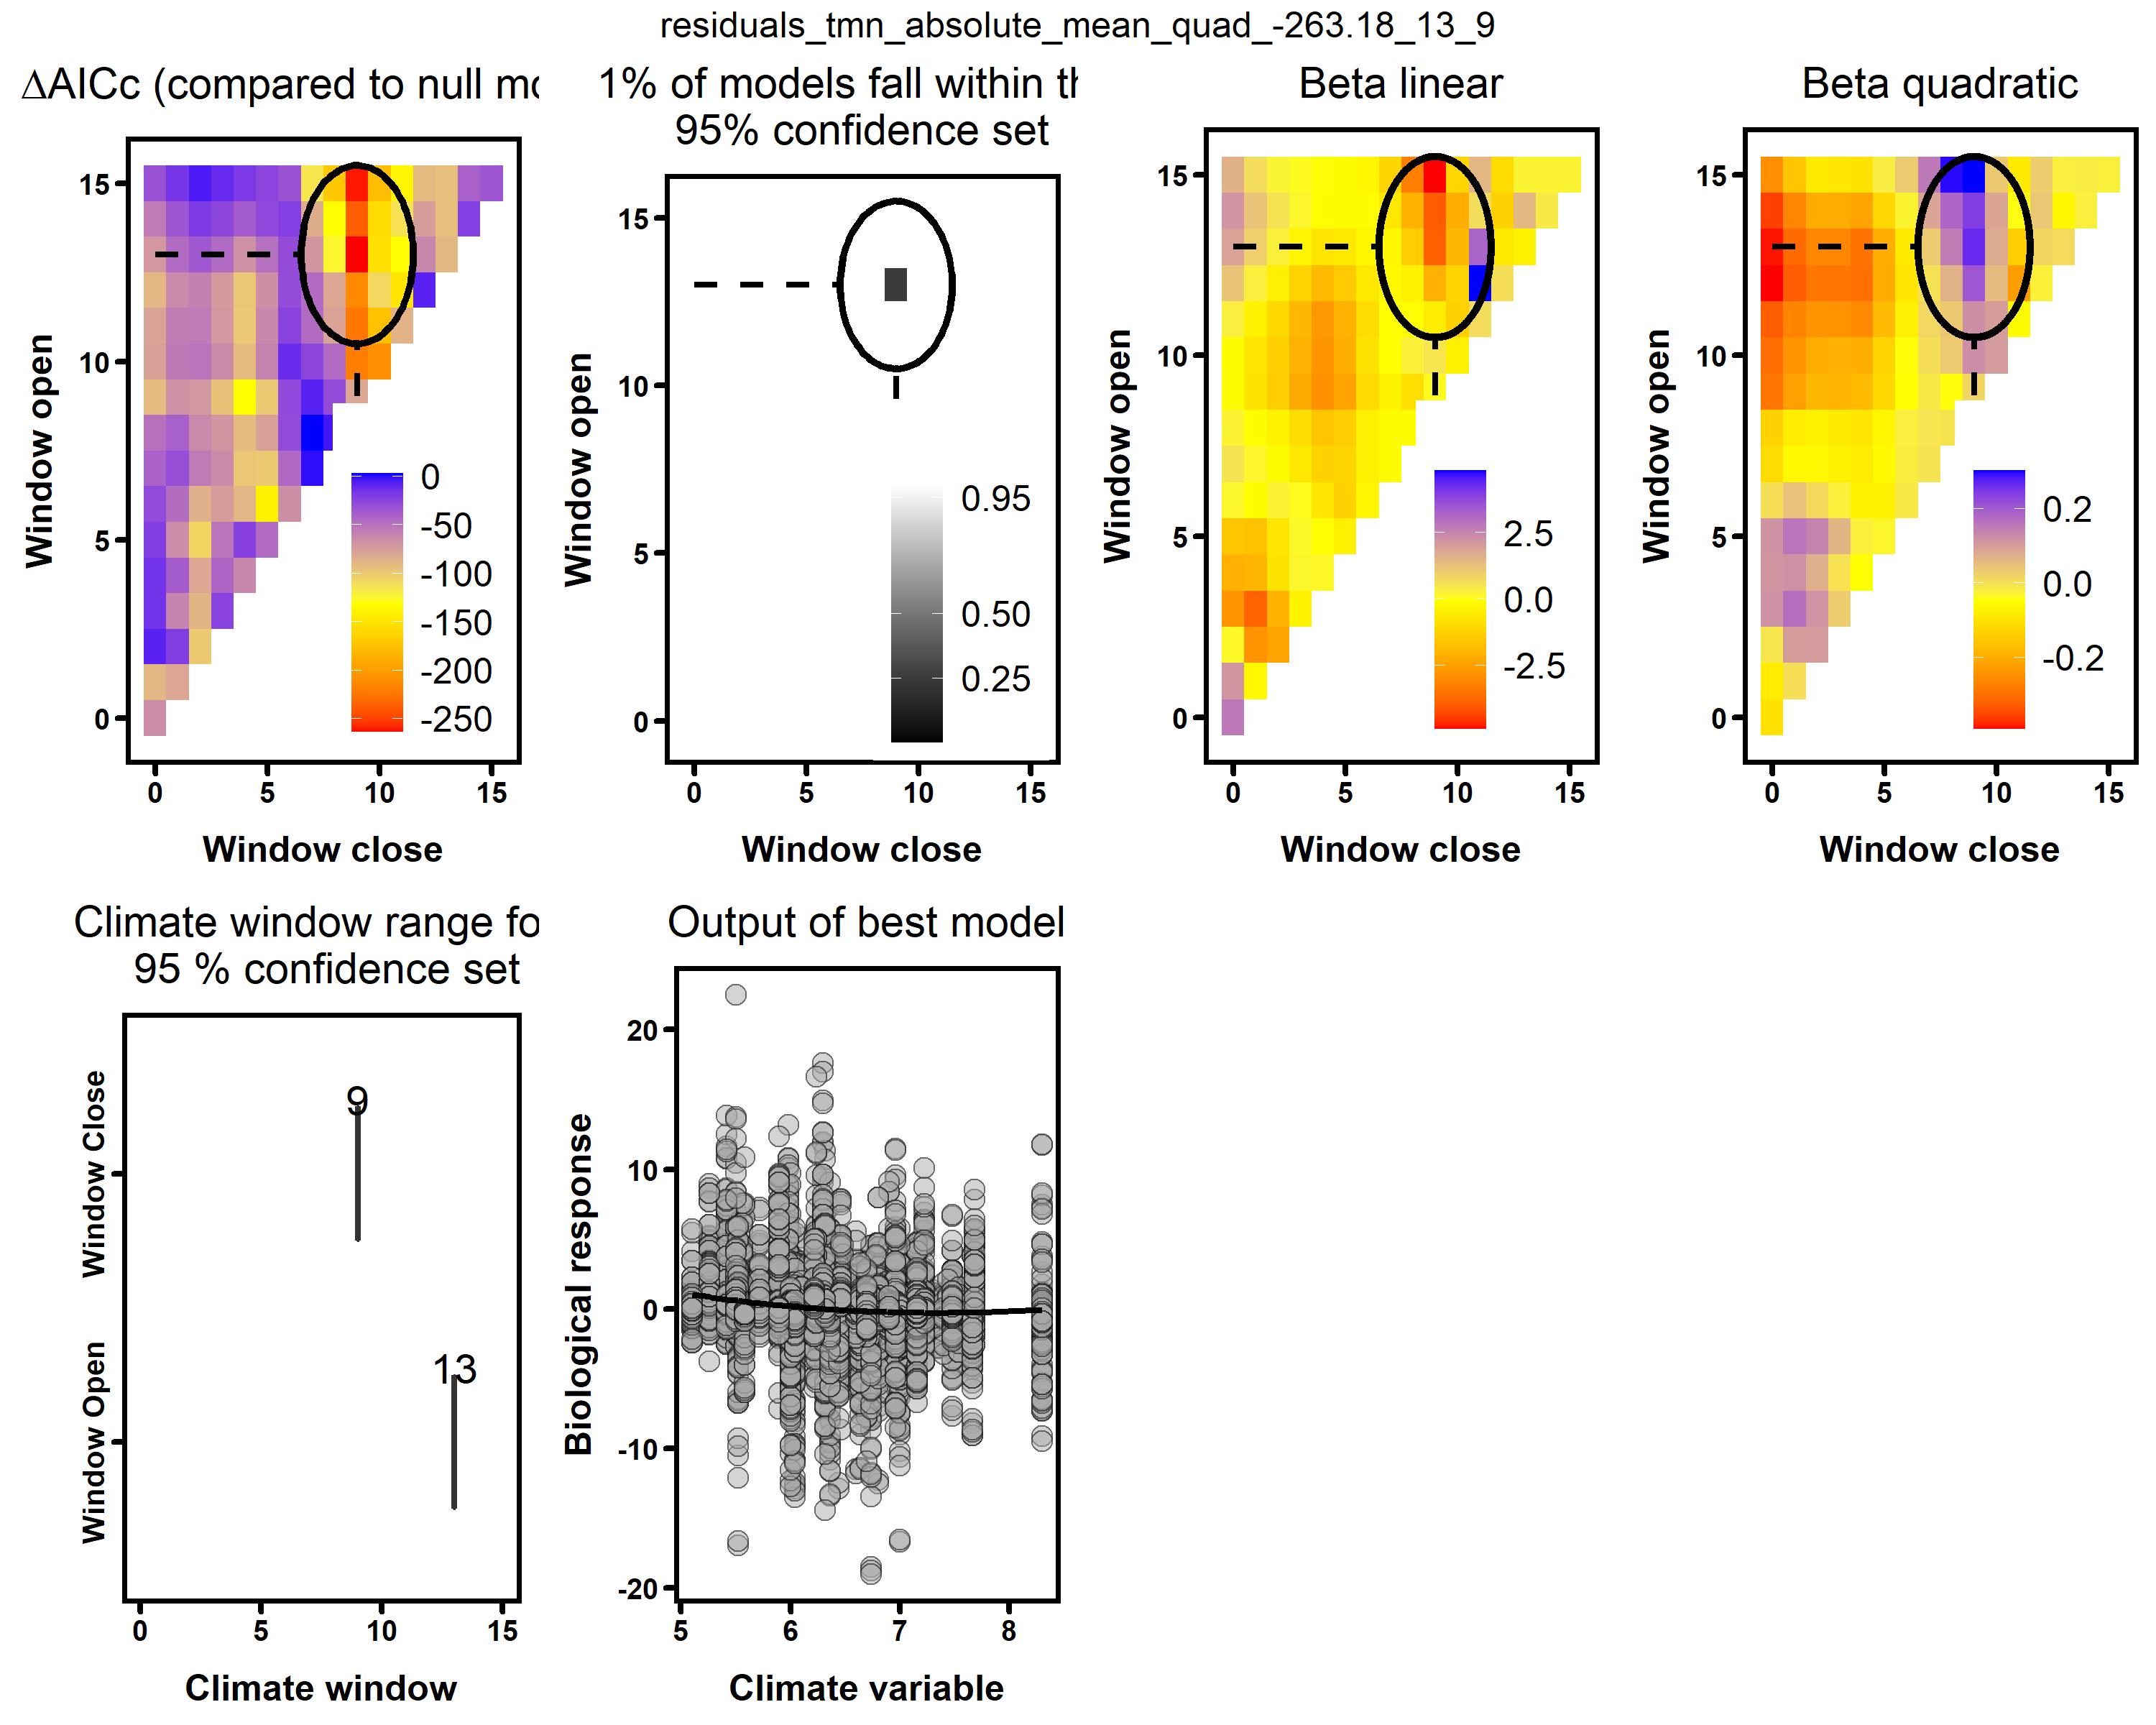 residuals_tmn_absolute_mean_quad_-263.18_13_9
ΔAICc (compared to null mo
Window open
15
10
5
0
0
-50
-100
-150
-200
-250
0 5 10 15
Window close
1% of models fall within th
95% confidence set
Window open
15
10
5
0
0.95
0.50
0.25
0 5 10 15
Window close
Beta linear
Window open
15
10
5
0
2.5
0.0
-2.5
0 5 10 15
Window close
Beta quadratic
Window open
15
10
5
0
0.2
0.0
-0.2
0 5 10 15
Window close
Climate window range fo
95 % confidence set
Window Close
Window Open
9
13
0 5 10 15
Climate window
Output of best model
Biological response
20
10
0
-10
-20
5 6 7 8
Climate variable